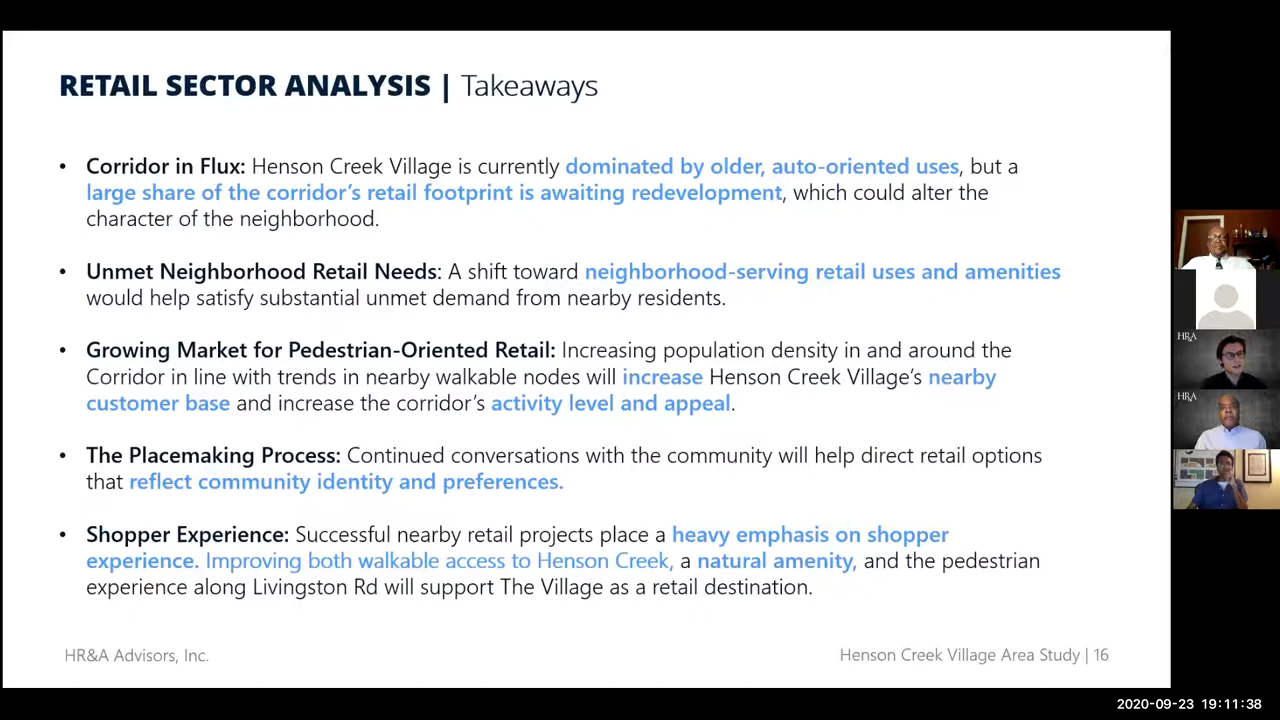 RETAIL SECTOR ANALYSIS | Takeaways
• Corridor in Flux: Henson Creek Village is currently dominated by older, auto-oriented uses, but a
large share of the corridor’s retail footprint is awaiting redevelopment, which could alter the
character of the neighborhood.
• Unmet Neighborhood Retail Needs: A shift toward neighborhood-serving retail uses and amenities
would help satisfy substantial unmet demand from nearby residents.
• Growing Market for Pedestrian-Oriented Retail: Increasing population density in and around the
Corridor in line with trends in nearby walkable nodes will increase Henson Creek Village’s nearby
customer base and increase the corridor’s activity level and appeal.
• The Placemaking Process: Continued conversations with the community will help direct retail options
that reflect community identity and preferences.
• Shopper Experience: Successful nearby retail projects place a heavy emphasis on shopper
experience. Improving both walkable access to Henson Creek, a natural amenity, and the pedestrian
experience along Livingston Rd will support The Village as a retail destination.
HR&A Advisors, Inc.
Henson Creek Village Area Study | 16
HRA
HRA
2020-09-23 19:11:38